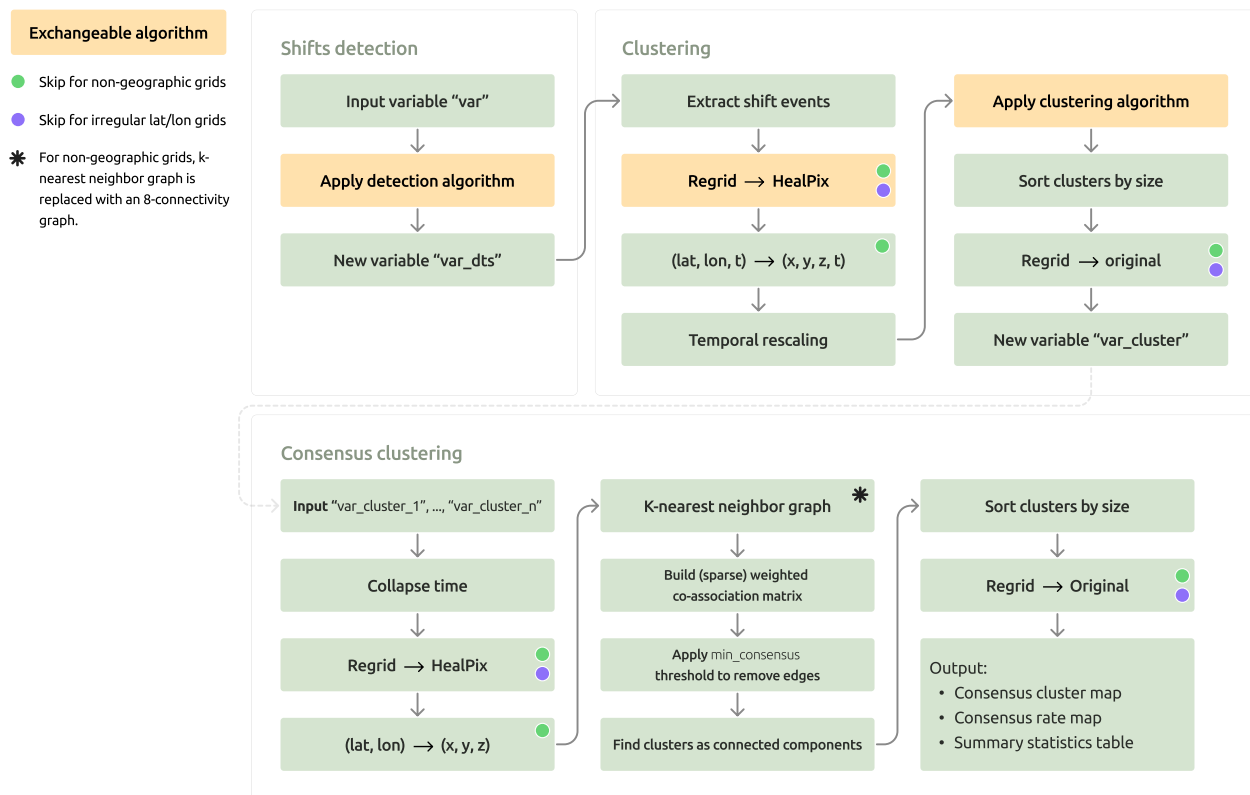 Exchangeable algorithm
Skip for non-geographic grids
Skip for irregular lat/lon grids
For non-geographic grids, k-
nearest neighbor graph is
replaced with an 8-connectivity
graph.
Shifts detection
Input variable “var”
Apply detection algorithm
New variable “var_dts”
Clustering
Extract shift events
Regrid → HealPix
(lat, lon, t) → (x, y, z, t)
Temporal rescaling
Apply clustering algorithm
Sort clusters by size
Regrid → original
New variable “var_cluster”
Consensus clustering
Input “var_cluster_1”, ..., “var_cluster_n”
Collapse time
Regrid → HealPix
(lat, lon) → (x, y, z)
K-nearest neighbor graph
Build (sparse) weighted
co-association matrix
Apply min_consensus
threshold to remove edges
Find clusters as connected components
Sort clusters by size
Regrid → Original
Output:
• Consensus cluster map
• Consensus rate map
• Summary statistics table